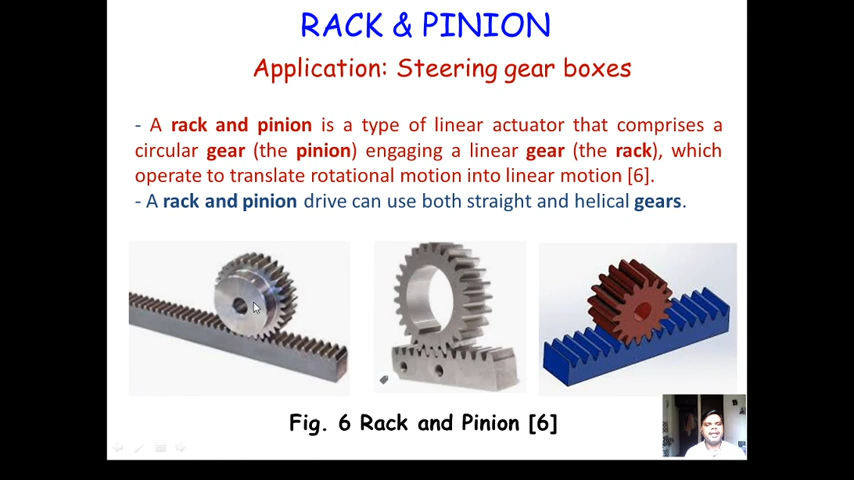 RACK & PINION
Application: Steering gear boxes
- A rack and pinion is a type of linear actuator that comprises a
circular gear (the pinion) engaging a linear gear (the rack), which
operate to translate rotational motion into linear motion [6].
- A rack and pinion drive can use both straight and helical gears.
Fig. 6 Rack and Pinion [6]